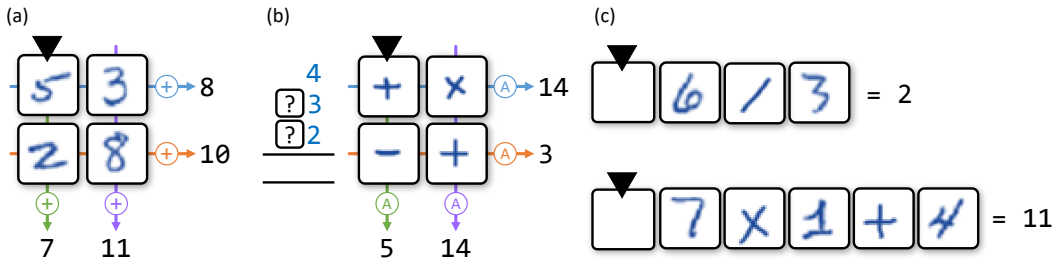 (a) (b) (c)
5 3 + 8
2 8 + 10
+ +
7 11
4
? 3
? 2
+ × A 14
− + A 3
A A
5 14
6 / 3 = 2
7 × 1 + 4 = 11